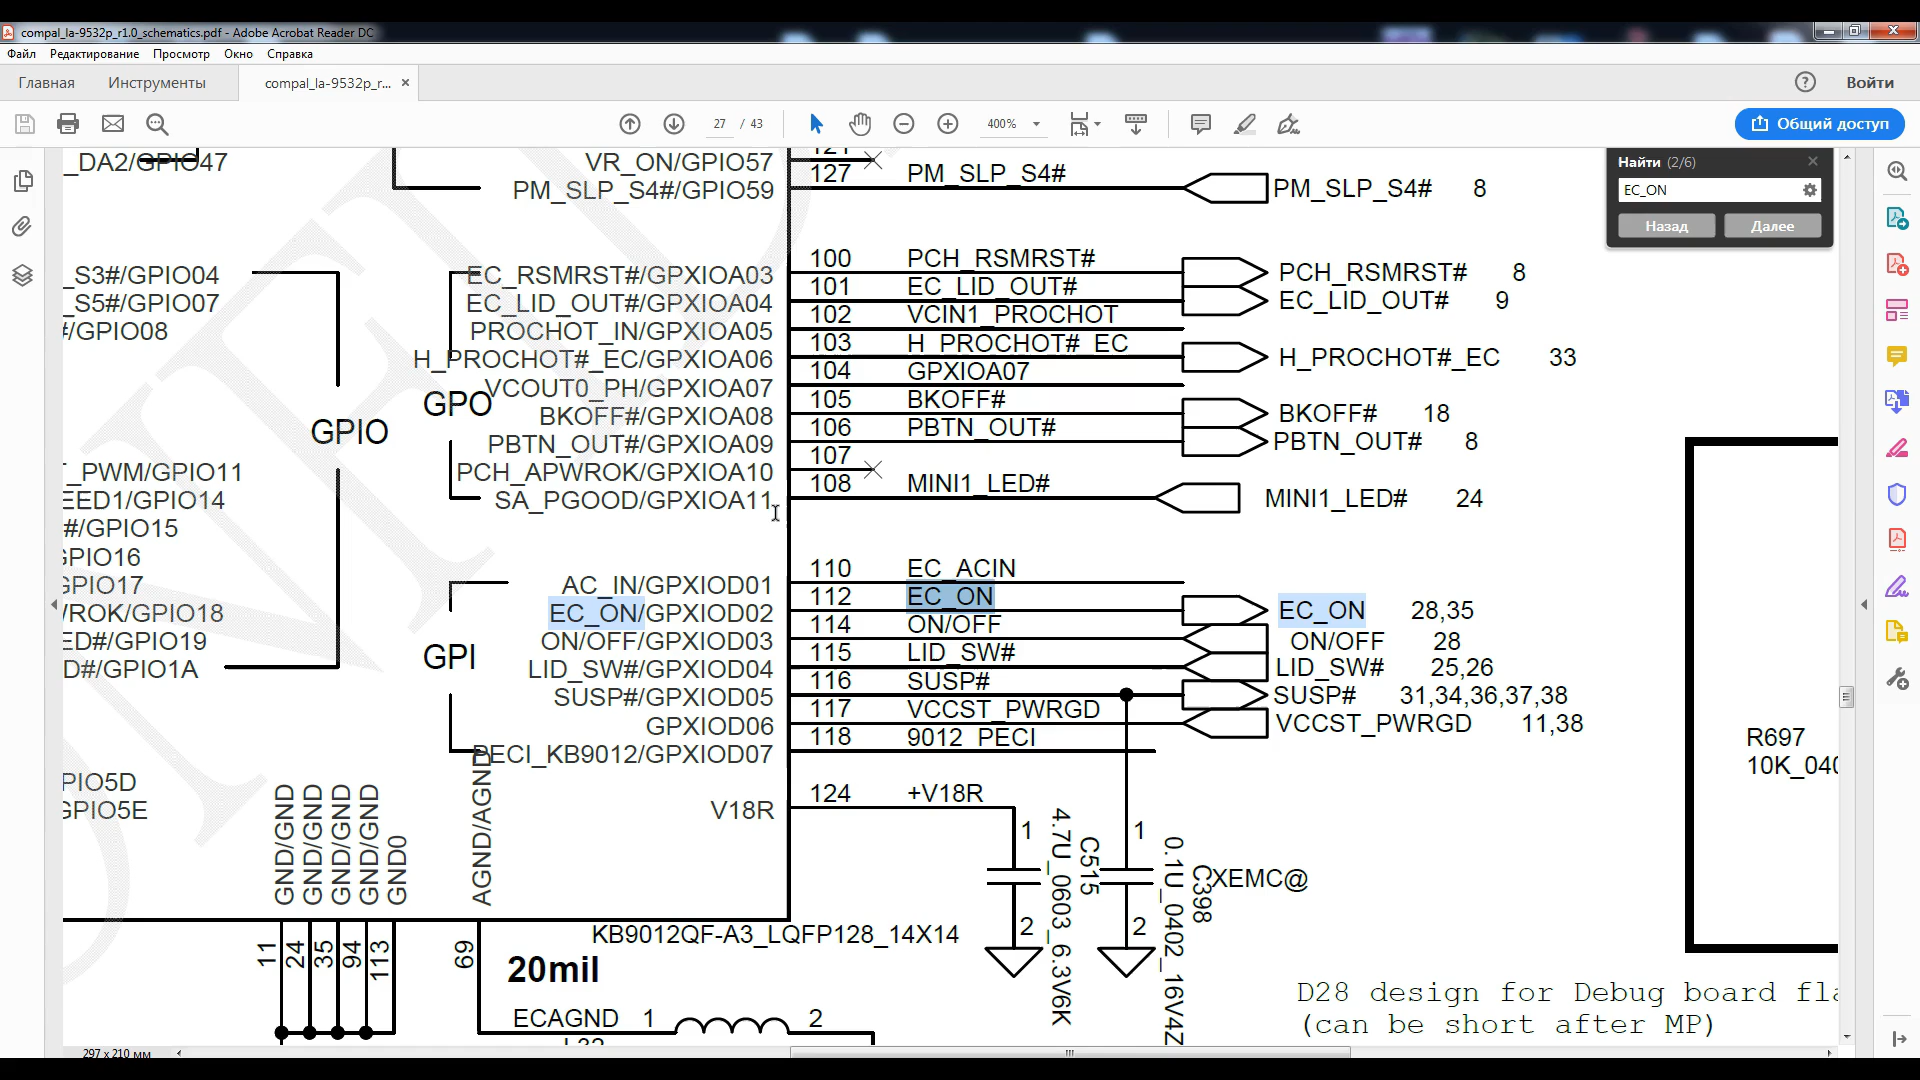 compal_la-9532p_r1.0_schematics.pdf - Adobe Acrobat Reader DC
Файл Редактирование Просмотр Окно Справка
Главная Инструменты compal_la-9532p_r... × Войти
27 / 43 400% Общий доступ
Найти (2/6)
EC_ON
Назад Далее
_DA2/GPIO47
VR_ON/GPIO57
PM_SLP_S4#/GPIO59 127 PM_SLP_S4# PM_SLP_S4# 8
_S3#/GPIO04
_S5#/GPIO07
#/GPIO08
EC_RSMRST#/GPXIOA03 100 PCH_RSMRST# PCH_RSMRST# 8
EC_LID_OUT#/GPXIOA04 101 EC_LID_OUT# EC_LID_OUT# 9
PROCHOT_IN/GPXIOA05 102 VCIN1_PROCHOT
H_PROCHOT#_EC/GPXIOA06 103 H_PROCHOT#_EC H_PROCHOT#_EC 33
VCOUT0_PH/GPXIOA07 104 GPXIOA07
BKOFF#/GPXIOA08 105 BKOFF# BKOFF# 18
PBTN_OUT#/GPXIOA09 106 PBTN_OUT# PBTN_OUT# 8
PCH_APWROK/GPXIOA10 107
SA_PGOOD/GPXIOA11 108 MINI1_LED# MINI1_LED# 24
GPIO
GPO
T_PWM/GPIO11
EED1/GPIO14
#/GPIO15
GPIO16
GPIO17
WROK/GPIO18
ED#/GPIO19
D#/GPIO1A
AC_IN/GPXIOD01 110 EC_ACIN
EC_ON/GPXIOD02 112 EC_ON EC_ON 28,35
ON/OFF/GPXIOD03 114 ON/OFF ON/OFF 28
LID_SW#/GPXIOD04 115 LID_SW# LID_SW# 25,26
SUSP#/GPXIOD05 116 SUSP# SUSP# 31,34,36,37,38
GPXIOD06 117 VCCST_PWRGD VCCST_PWRGD 11,38
PECI_KB9012/GPXIOD07 118 9012_PECI
GPI
GPIO5D
GPIO5E
V18R 124 +V18R
GND/GND
GND/GND
GND/GND
GND/GND
GND0
AGND/AGND
11
24
35
94
113
69
1
2
4.7U_0603_6.3V6K
C515
1
2
0.1U_0402_16V4Z
C398
XEMC@
R697
KB9012QF-A3_LQFP128_14X14
20mil
ECAGND 1 2
D28 design for Debug board
(can be short after MP)
297 x 210 мм